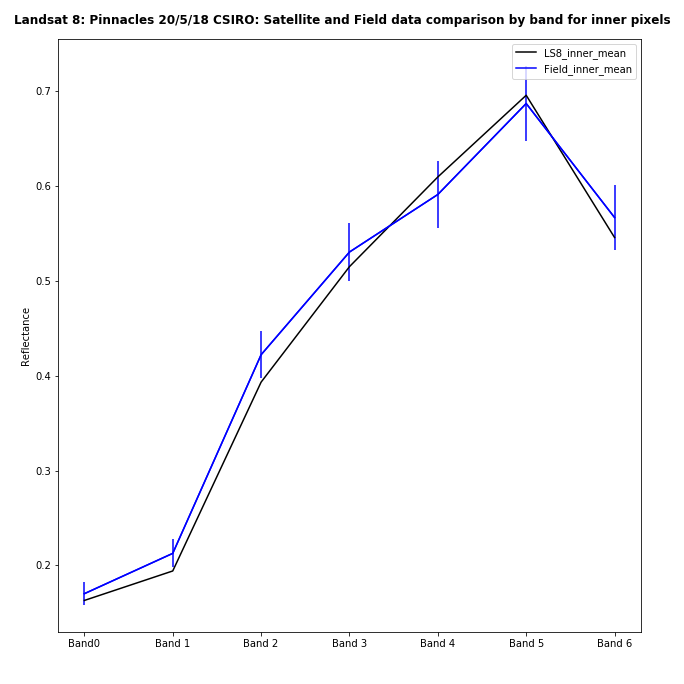 Landsat 8: Pinnacles 20/5/18 CSIRO: Satellite and Field data comparison by band for inner pixels
LS8_inner_mean
Field_inner_mean
0.7
0.6
0.5
0.4
0.3
0.2
Reflectance
Band0 Band 1 Band 2 Band 3 Band 4 Band 5 Band 6